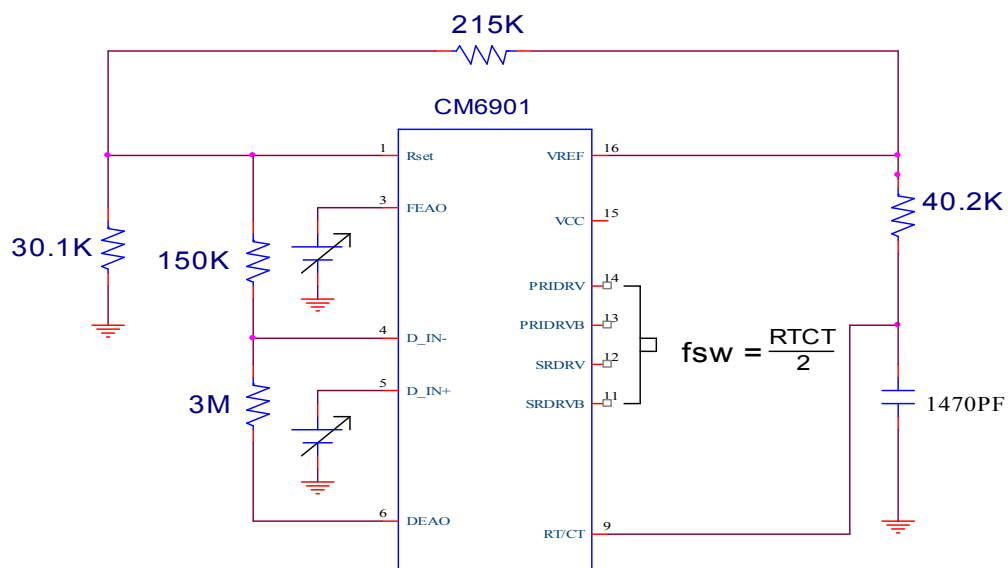 215K
CM6901
1
Rset
VREF
16
3
FEAO
40.2K
VCC
15
30.1K
150K
PRIDRV
14
PRIDRVB
13
4
D_IN-
fsw = RTCT
2
SRDRV
12
5
D_IN+
3M
SRDRVB
11
1470PF
6
DEAO
RT/CT
9